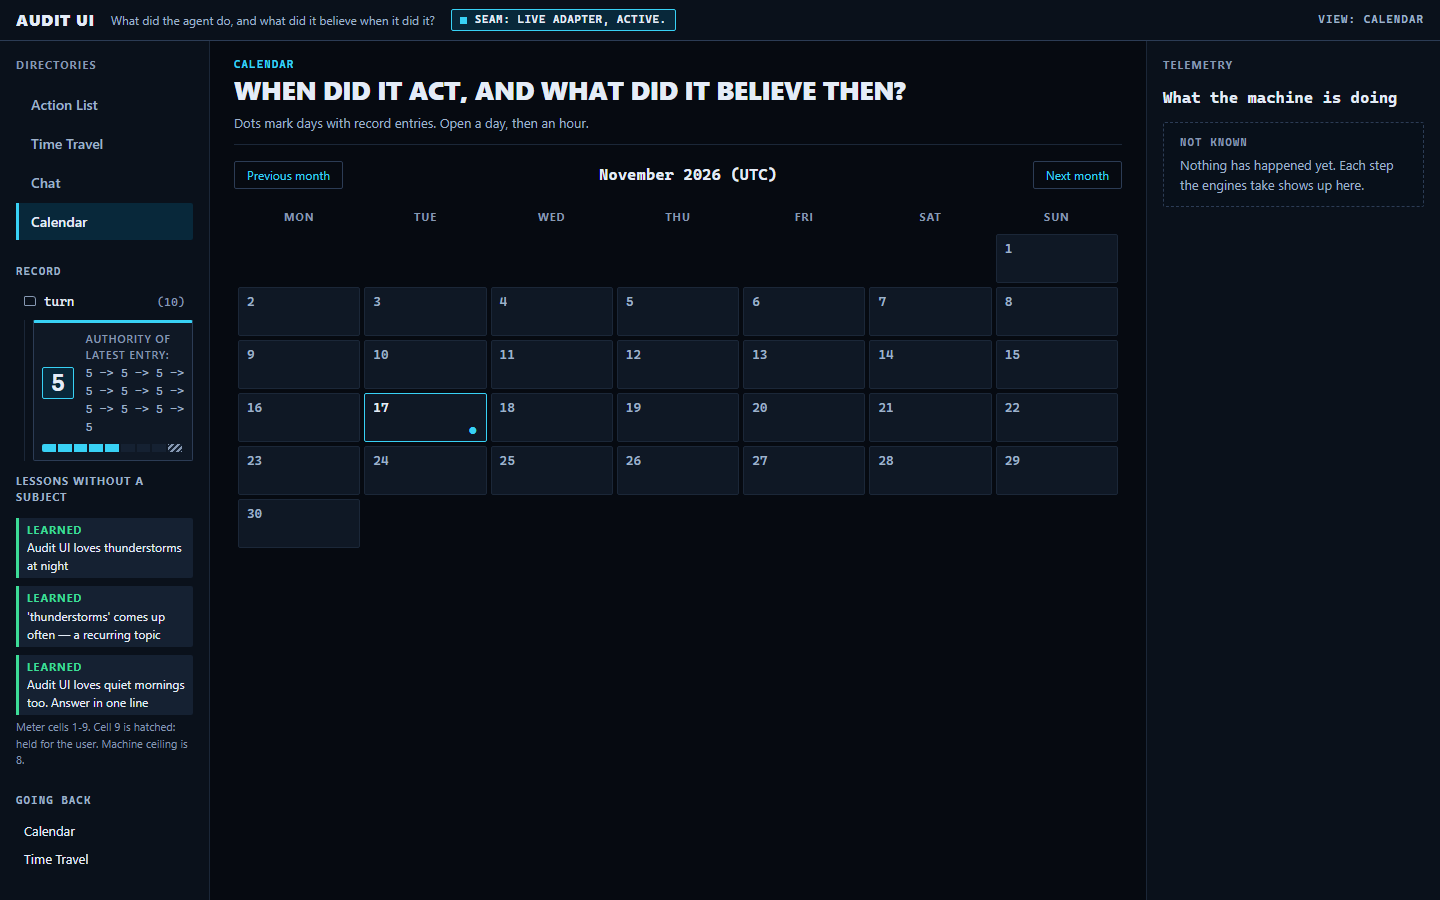 AUDIT UI
What did the agent do, and what did it believe when it did it?
SEAM: LIVE ADAPTER, ACTIVE.
VIEW: CALENDAR
DIRECTORIES
Action List
Time Travel
Chat
Calendar
RECORD
turn (10)
5
AUTHORITY OF
LATEST ENTRY:
5 -> 5 -> 5 ->
5 -> 5 -> 5 ->
5 -> 5 -> 5 ->
5
LESSONS WITHOUT A
SUBJECT
LEARNED
Audit UI loves thunderstorms
at night
LEARNED
'thunderstorms' comes up
often — a recurring topic
LEARNED
Audit UI loves quiet mornings
too. Answer in one line
Meter cells 1-9. Cell 9 is hatched:
held for the user. Machine ceiling is
8.
GOING BACK
Calendar
Time Travel
CALENDAR
WHEN DID IT ACT, AND WHAT DID IT BELIEVE THEN?
Dots mark days with record entries. Open a day, then an hour.
Previous month
November 2026 (UTC)
Next month
MON TUE WED THU FRI SAT SUN
1
2 3 4 5 6 7 8
9 10 11 12 13 14 15
16 17 18 19 20 21 22
23 24 25 26 27 28 29
30
TELEMETRY
What the machine is doing
NOT KNOWN
Nothing has happened yet. Each step
the engines take shows up here.